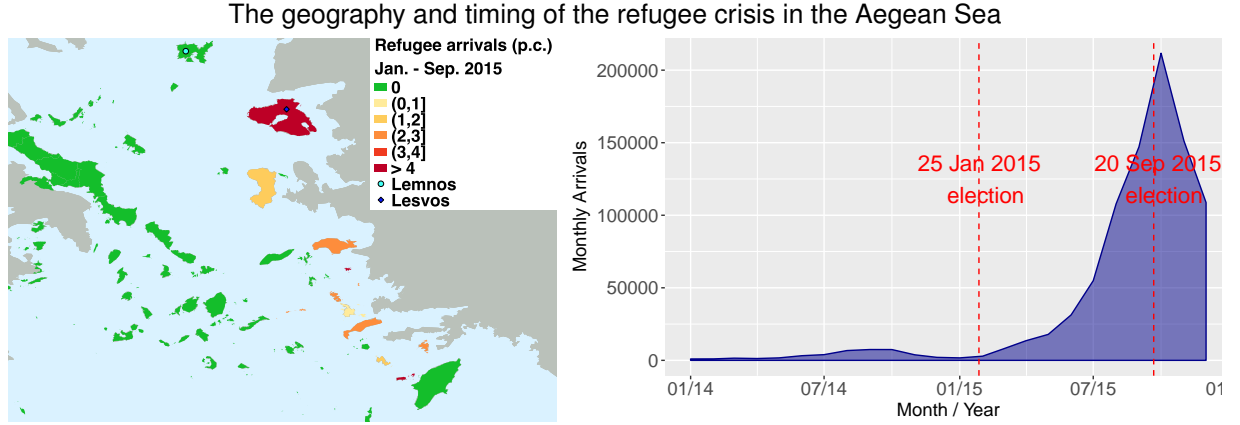 The geography and timing of the refugee crisis in the Aegean Sea
Refugee arrivals (p.c.)
Jan. - Sep. 2015
0
(0,1]
(1,2]
(2,3]
(3,4]
> 4
Lemnos
Lesvos
Monthly Arrivals
200000
150000
100000
50000
0
25 Jan 2015
election
20 Sep 2015
election
01/14
07/14
01/15
07/15
01
Month / Year